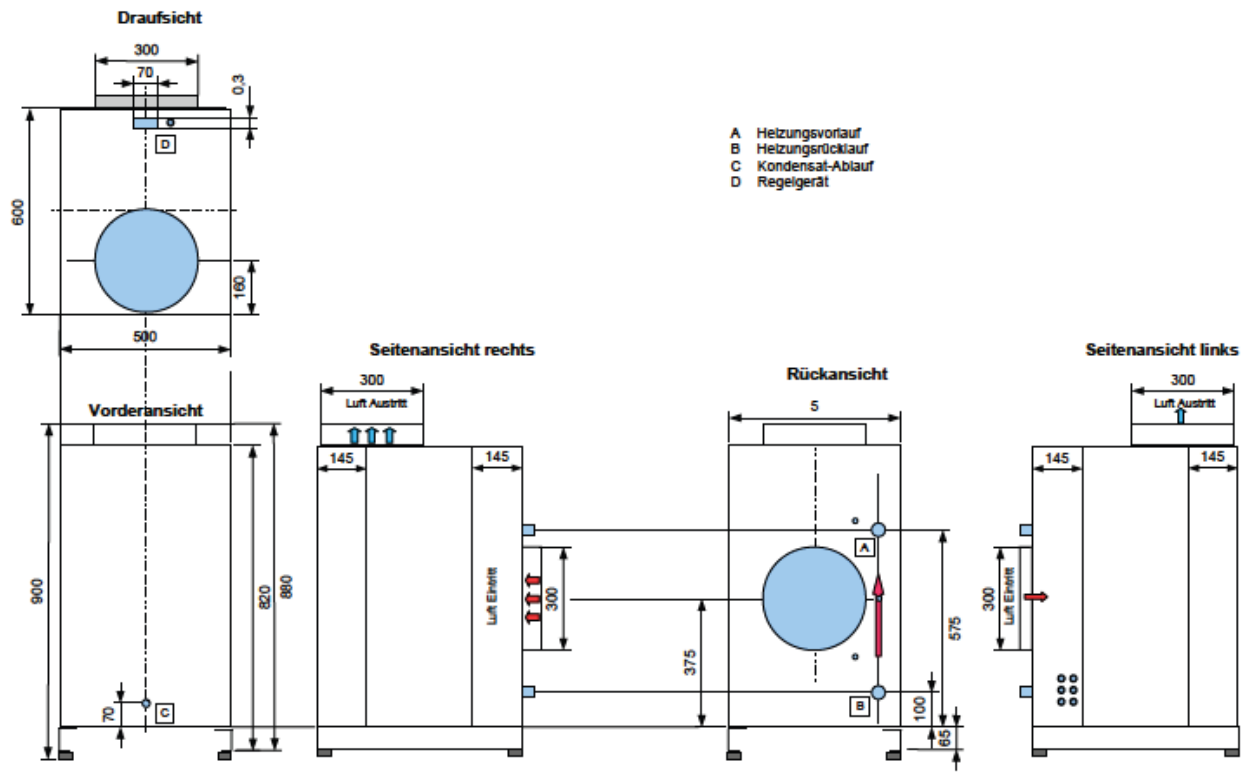 Draufsicht
300
70
0,3
D
600
160
500
A Heizungsvorlauf
B Heizungsrücklauf
C Kondensat-Ablauf
D Regelgerät
Vorderansicht
900
820
880
70
C
Seitenansicht rechts
300
Luft Austritt
145
145
Luft Eintritt
300
Rückansicht
5
A
B
375
575
100
65
Seitenansicht links
300
Luft Austritt
145
145
300
Luft Eintritt